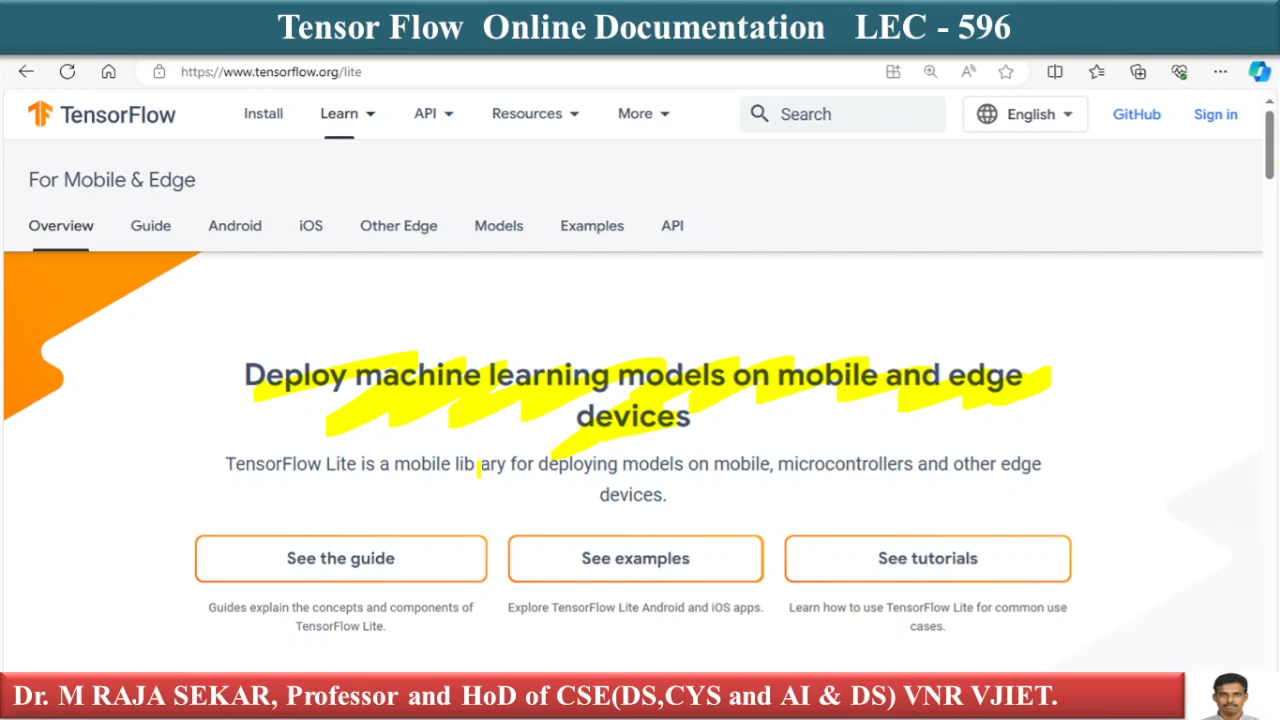 Tensor Flow Online Documentation LEC - 596
https://www.tensorflow.org/lite
TensorFlow Install Learn API Resources More Search English GitHub Sign in
For Mobile & Edge
Overview Guide Android iOS Other Edge Models Examples API
Deploy machine learning models on mobile and edge
devices
TensorFlow Lite is a mobile lib ary for deploying models on mobile, microcontrollers and other edge
devices.
See the guide See examples See tutorials
Guides explain the concepts and components of Explore TensorFlow Lite Android and iOS apps. Learn how to use TensorFlow Lite for common use
TensorFlow Lite. cases.
Dr. M RAJA SEKAR, Professor and HoD of CSE(DS,CYS and AI & DS) VNR VJIET.